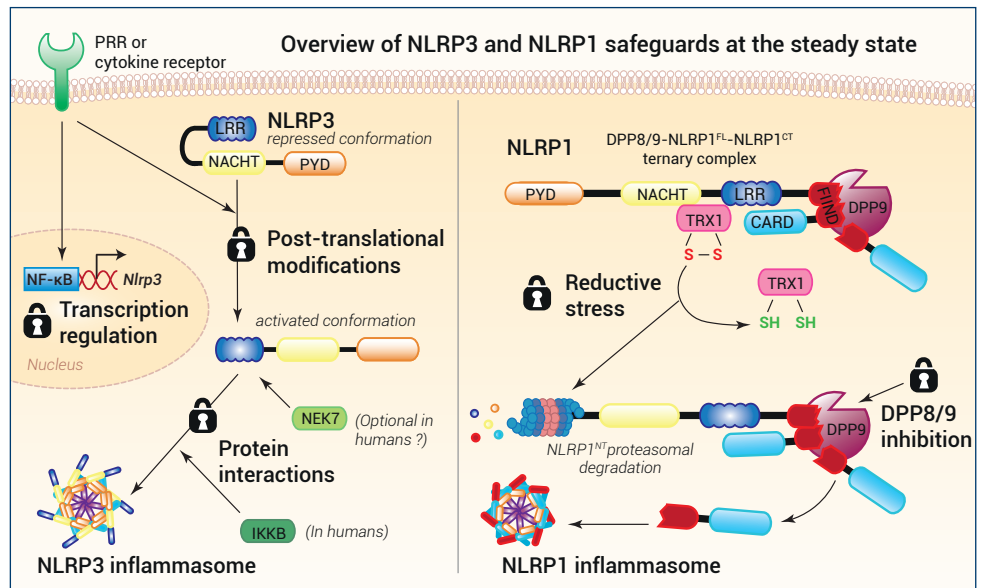 Overview of NLRP3 and NLRP1 safeguards at the steady state
PRR or
cytokine receptor
NLRP3
repressed conformation
LRR
NACHT
PYD
Post-translational
modifications
NF-κB
Nlrp3
Transcription
regulation
Nucleus
activated conformation
NEK7
(Optional in
humans ?)
Protein
interactions
IKKB
(In humans)
NLRP3 inflammasome
NLRP1
DPP8/9-NLRP1ᶠᴸ-NLRP1ᶜᵀ
ternary complex
PYD
NACHT
LRR
FIIND
DPP9
TRX1
CARD
S – S
Reductive
stress
TRX1
SH SH
DPP8/9
inhibition
DPP9
NLRP1ᴺᵀ proteasomal
degradation
NLRP1 inflammasome